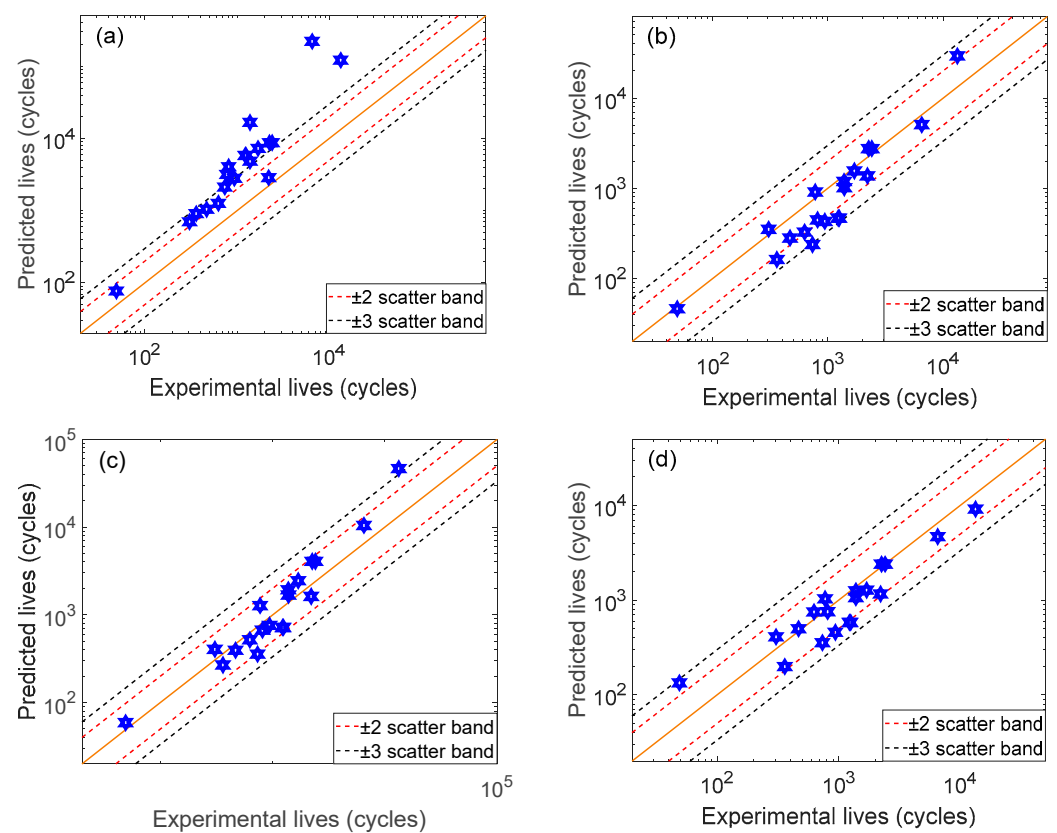 (a)
Predicted lives (cycles)
10^4
10^2
±2 scatter band
±3 scatter band
10^2
10^4
Experimental lives (cycles)
(b)
Predicted lives (cycles)
10^4
10^3
10^2
±2 scatter band
±3 scatter band
10^2
10^3
10^4
Experimental lives (cycles)
(c)
Predicted lives (cycles)
10^5
10^4
10^3
10^2
±2 scatter band
±3 scatter band
10^5
Experimental lives (cycles)
(d)
Predicted lives (cycles)
10^4
10^3
10^2
±2 scatter band
±3 scatter band
10^2
10^3
10^4
Experimental lives (cycles)